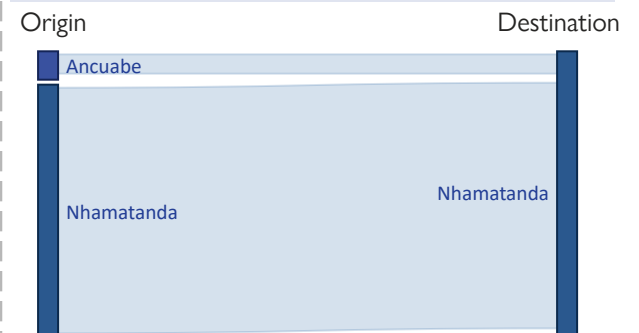 Origin
Destination
Ancuabe
Nhamatanda
Nhamatanda